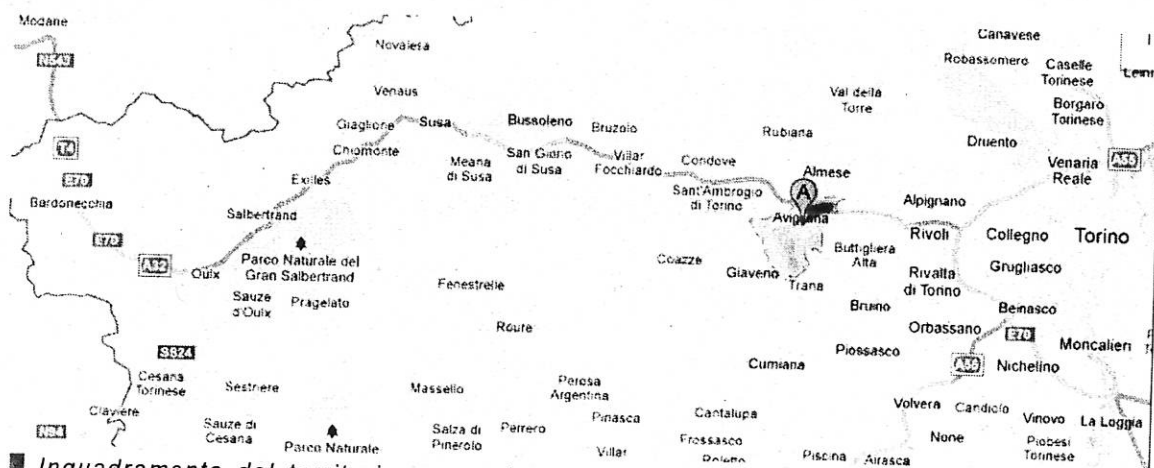 Modane
N543
T4
E70
Bardonecchia
E70
A32
Oulx
Salbertrand
Exilles
Chiomonte
Giaglione
Venaus
Novalesa
Susa
Meana
di Susa
Bussoleno
San Giorio
di Susa
Bruzolo
Villar
Focchiardo
Condove
Rubiana
Val della
Torre
Almese
Sant'Ambrogio
di Torino
A
Avigliana
Canavese
Robassomero
Caselle
Torinese
Borgaro
Torinese
Druento
Venaria
Reale
A55
Alpignano
Rivoli
Collegno
Torino
Buttigliera
Alta
Grugliasco
Rivalta
di Torino
Coazze
Giaveno
Trana
Bruino
Beinasco
Orbassano
E70
Moncalieri
Piossasco
A55
Nichelino
Cumiana
Parco Naturale del
Gran Salbertrand
Sauze
d'Oulx
Pragelato
Fenestrelle
Roure
SS24
Cesana
Torinese
Sestriere
Massello
Perosa
Argentina
Claviere
N94
Sauze di
Cesana
Parco Naturale
Salza di
Pinerolo
Perrero
Pinasca
Villar
Cantalupa
Frossasco
Roletto
Volvera
Candiolo
Vinovo
La Loggia
None
Piobesi
Torinese
Piscina
Airasca
Inquadramento del